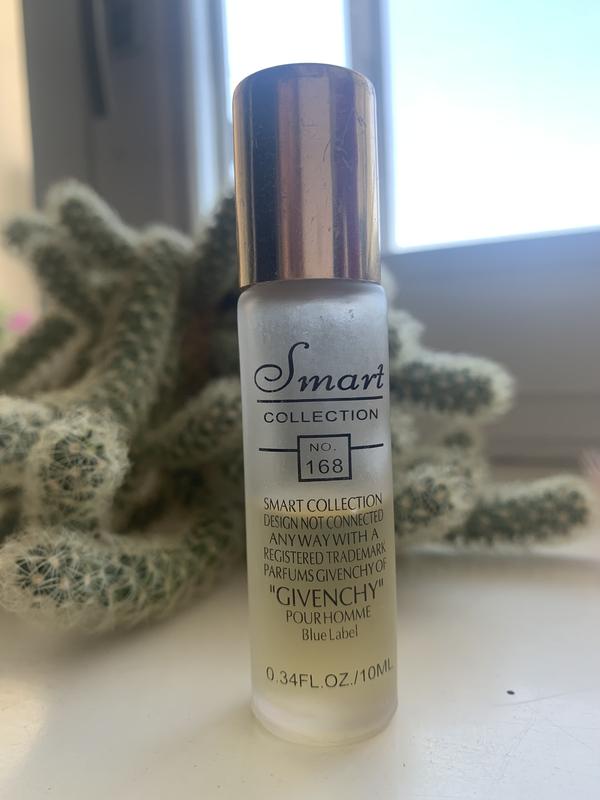 Smart
COLLECTION
NO.
168
SMART COLLECTION
DESIGN NOT CONNECTED
ANY WAY WITH A
REGISTERED TRADEMARK
PARFUMS GIVENCHY OF
"GIVENCHY"
POUR HOMME
Blue Label
0.34FL.OZ./10ML